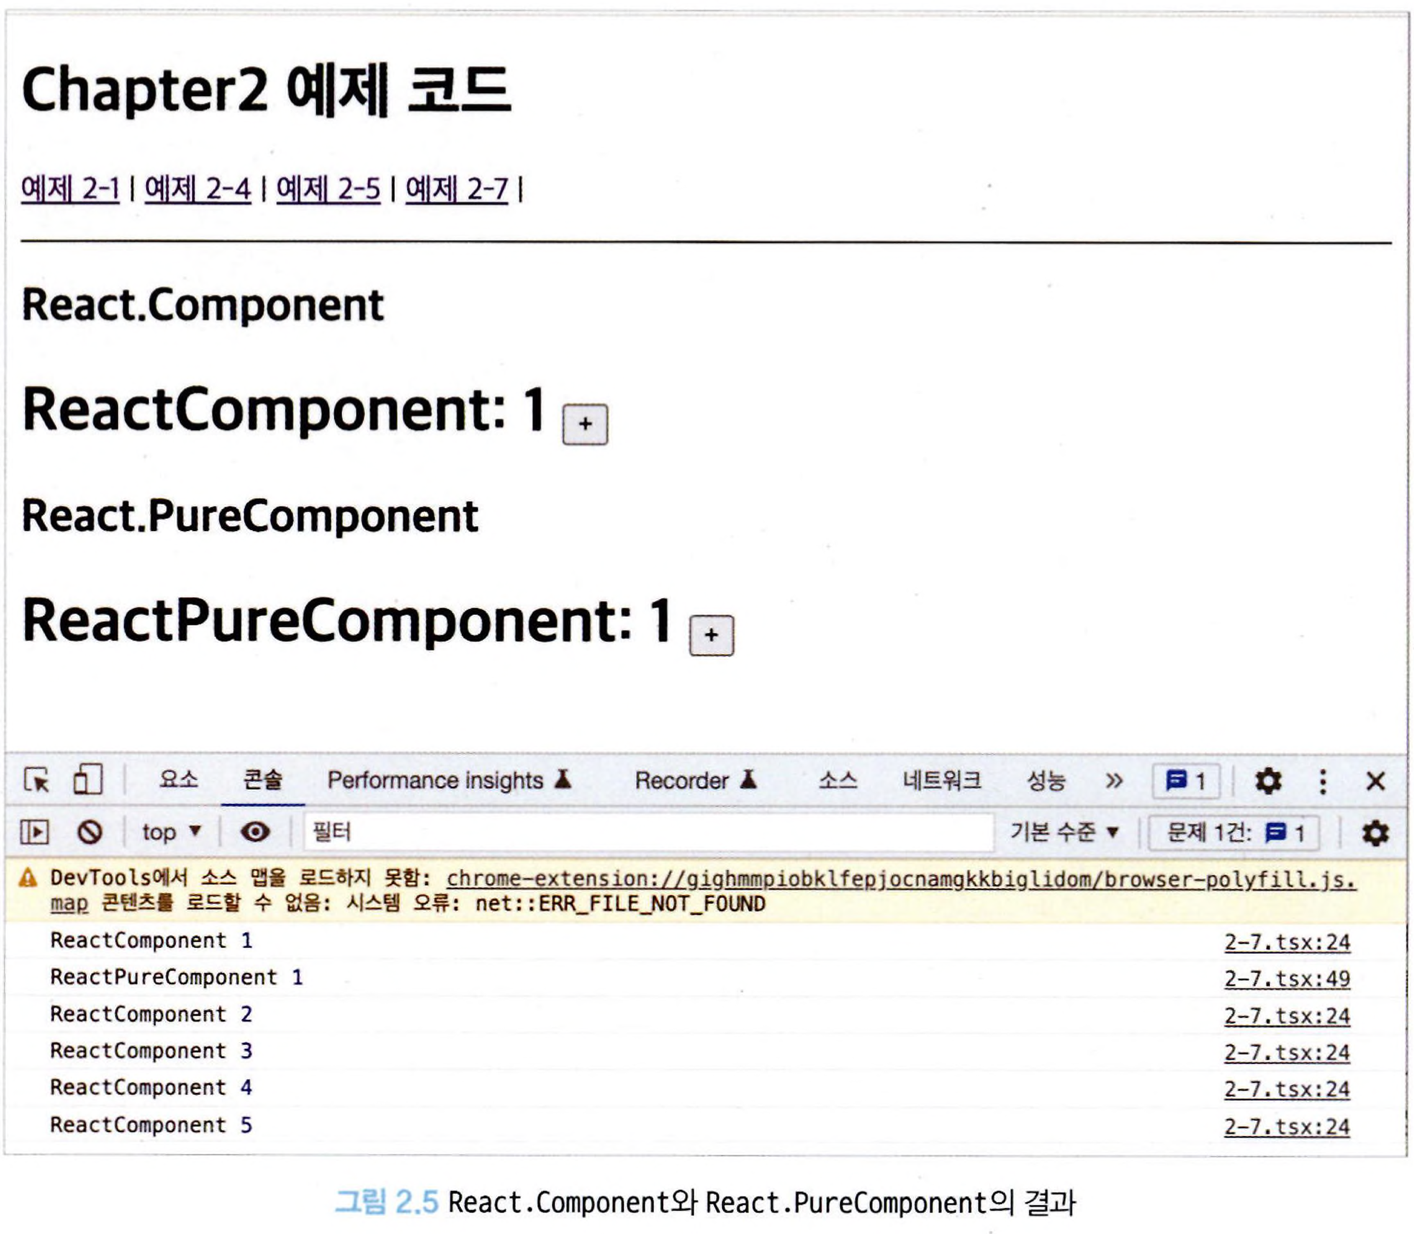 Chapter2 예제 코드
예제 2-1 | 예제 2-4 | 예제 2-5 | 예제 2-7 |
React.Component
ReactComponent: 1 +
React.PureComponent
ReactPureComponent: 1 +
요소 콘솔 Performance insights Recorder 소스 네트워크 성능 » 1
top ▼ 필터 기본 수준 ▼ 문제 1건: 1
DevTools에서 소스 맵을 로드하지 못함: chrome-extension://gighmmpiobklfepjocnamgkkbiglidom/browser-polyfill.js.
map 콘텐츠를 로드할 수 없음: 시스템 오류: net::ERR_FILE_NOT_FOUND
ReactComponent 1 2-7.tsx:24
ReactPureComponent 1 2-7.tsx:49
ReactComponent 2 2-7.tsx:24
ReactComponent 3 2-7.tsx:24
ReactComponent 4 2-7.tsx:24
ReactComponent 5 2-7.tsx:24
그림 2.5 React.Component와 React.PureComponent의 결과